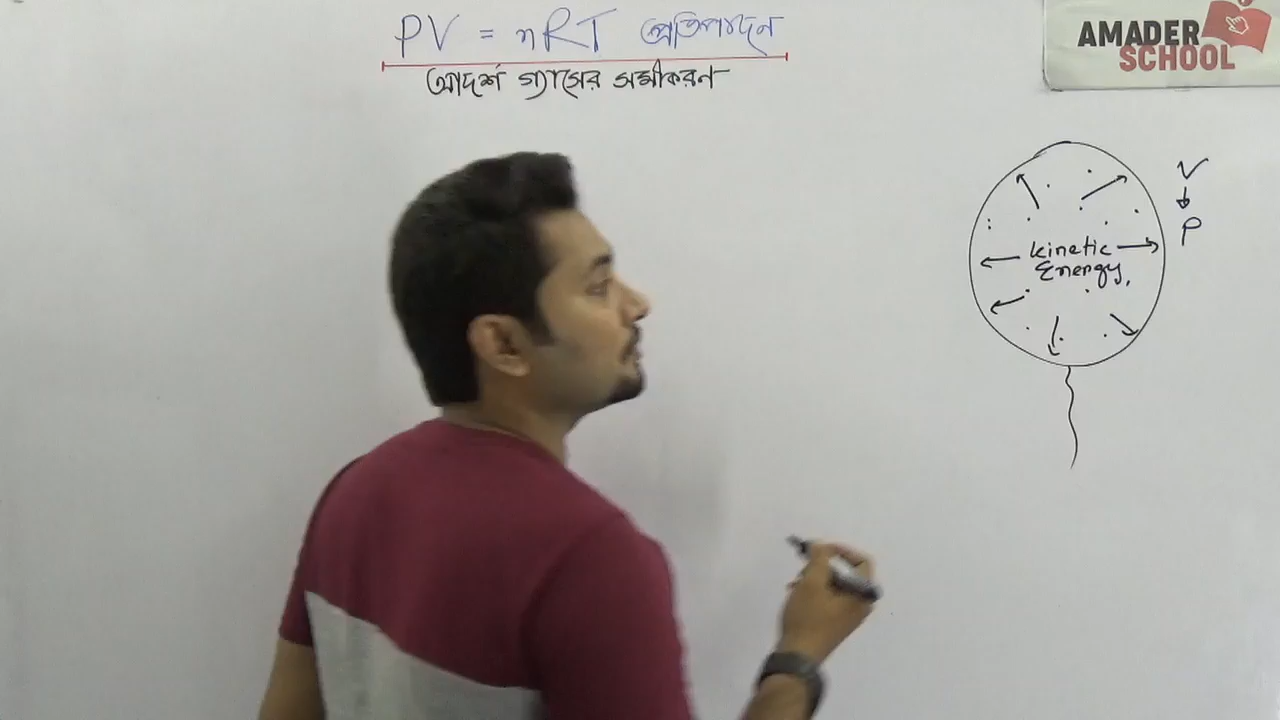 PV = nRT প্রতিপাদন
আদর্শ গ্যাসের সমীকরণ
AMADER
SCHOOL
V
↓
P
kinetic
Energy